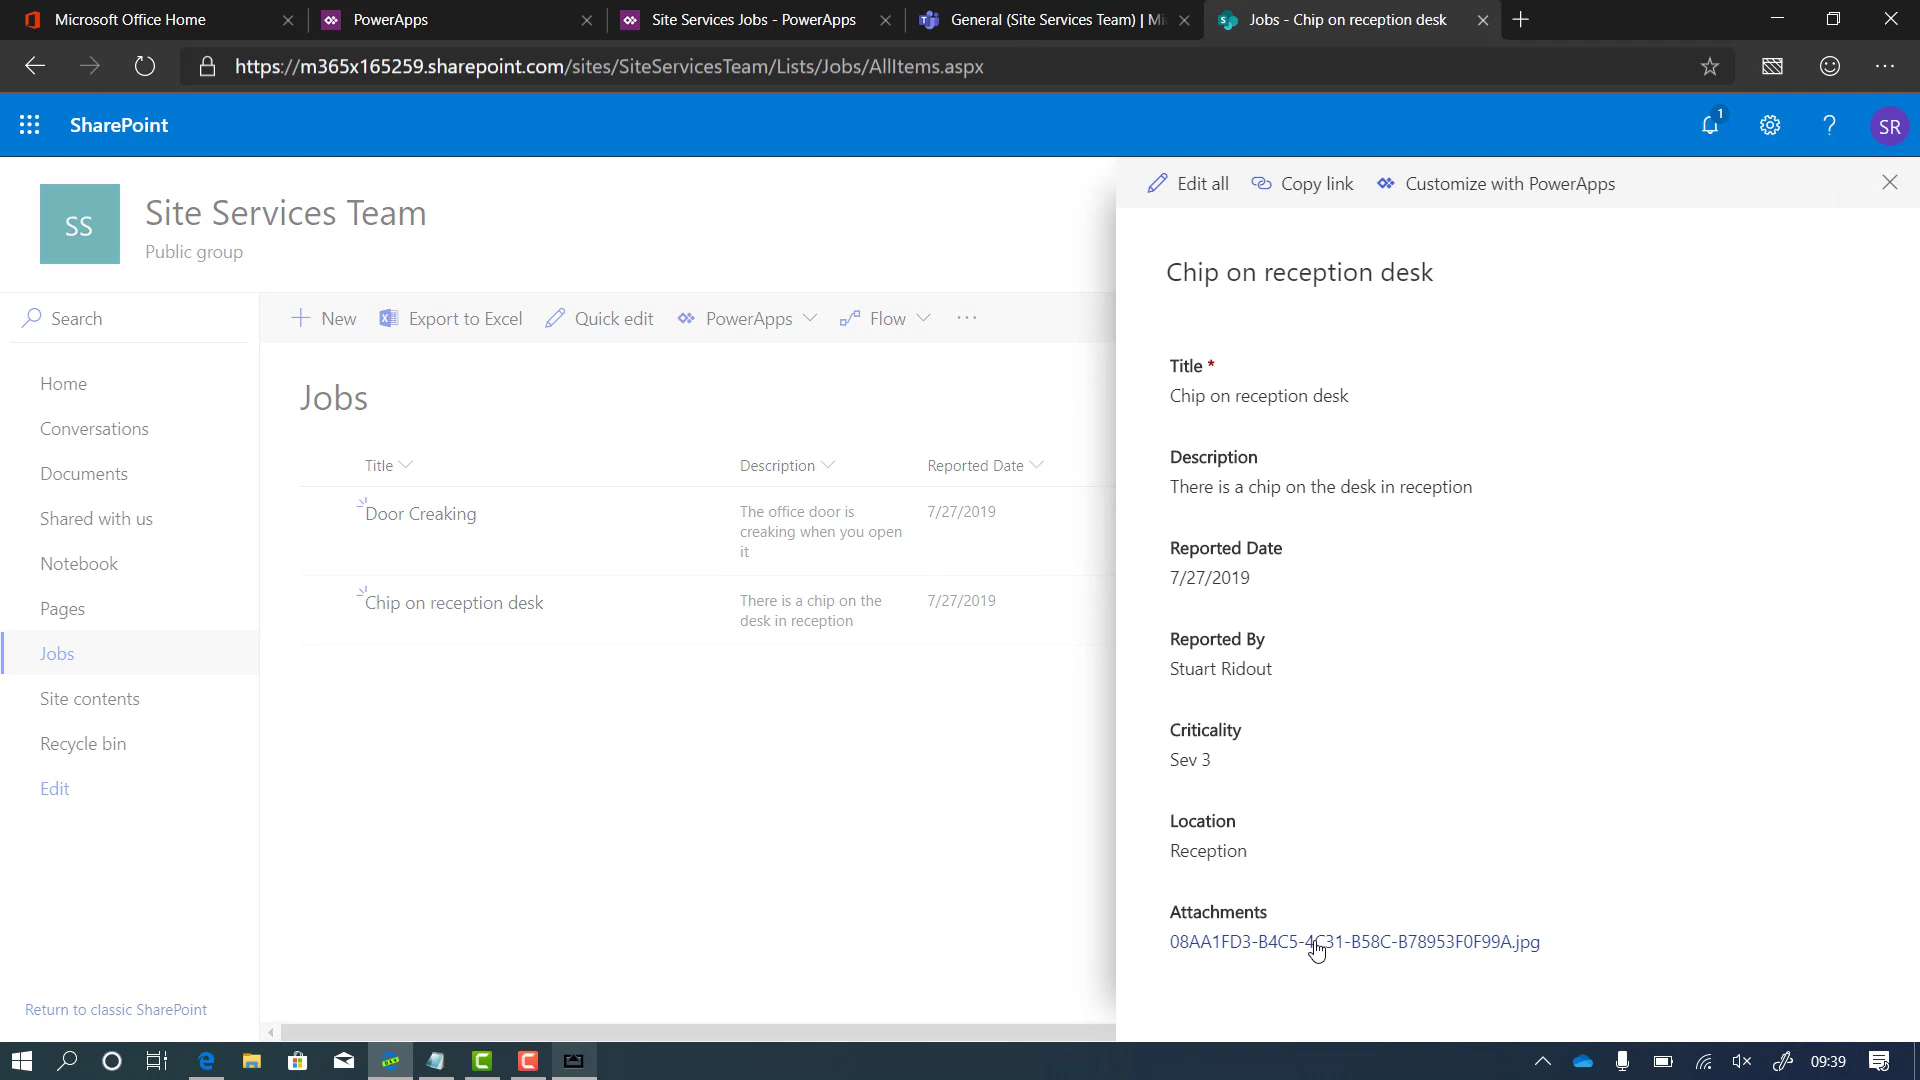 Microsoft Office Home
PowerApps
Site Services Jobs - PowerApps
General (Site Services Team) | Mi
Jobs - Chip on reception desk
https://m365x165259.sharepoint.com/sites/SiteServicesTeam/Lists/Jobs/AllItems.aspx
SharePoint
1
SR
SS
Site Services Team
Public group
Edit all
Copy link
Customize with PowerApps
Search
New
Export to Excel
Quick edit
PowerApps
Flow
Home
Conversations
Documents
Shared with us
Notebook
Pages
Jobs
Site contents
Recycle bin
Edit
Return to classic SharePoint
Jobs
Title
Description
Reported Date
Door Creaking
The office door is
creaking when you open
it
7/27/2019
Chip on reception desk
There is a chip on the
desk in reception
7/27/2019
Chip on reception desk
Title *
Chip on reception desk
Description
There is a chip on the desk in reception
Reported Date
7/27/2019
Reported By
Stuart Ridout
Criticality
Sev 3
Location
Reception
Attachments
08AA1FD3-B4C5-4C31-B58C-B78953F0F99A.jpg
09:39